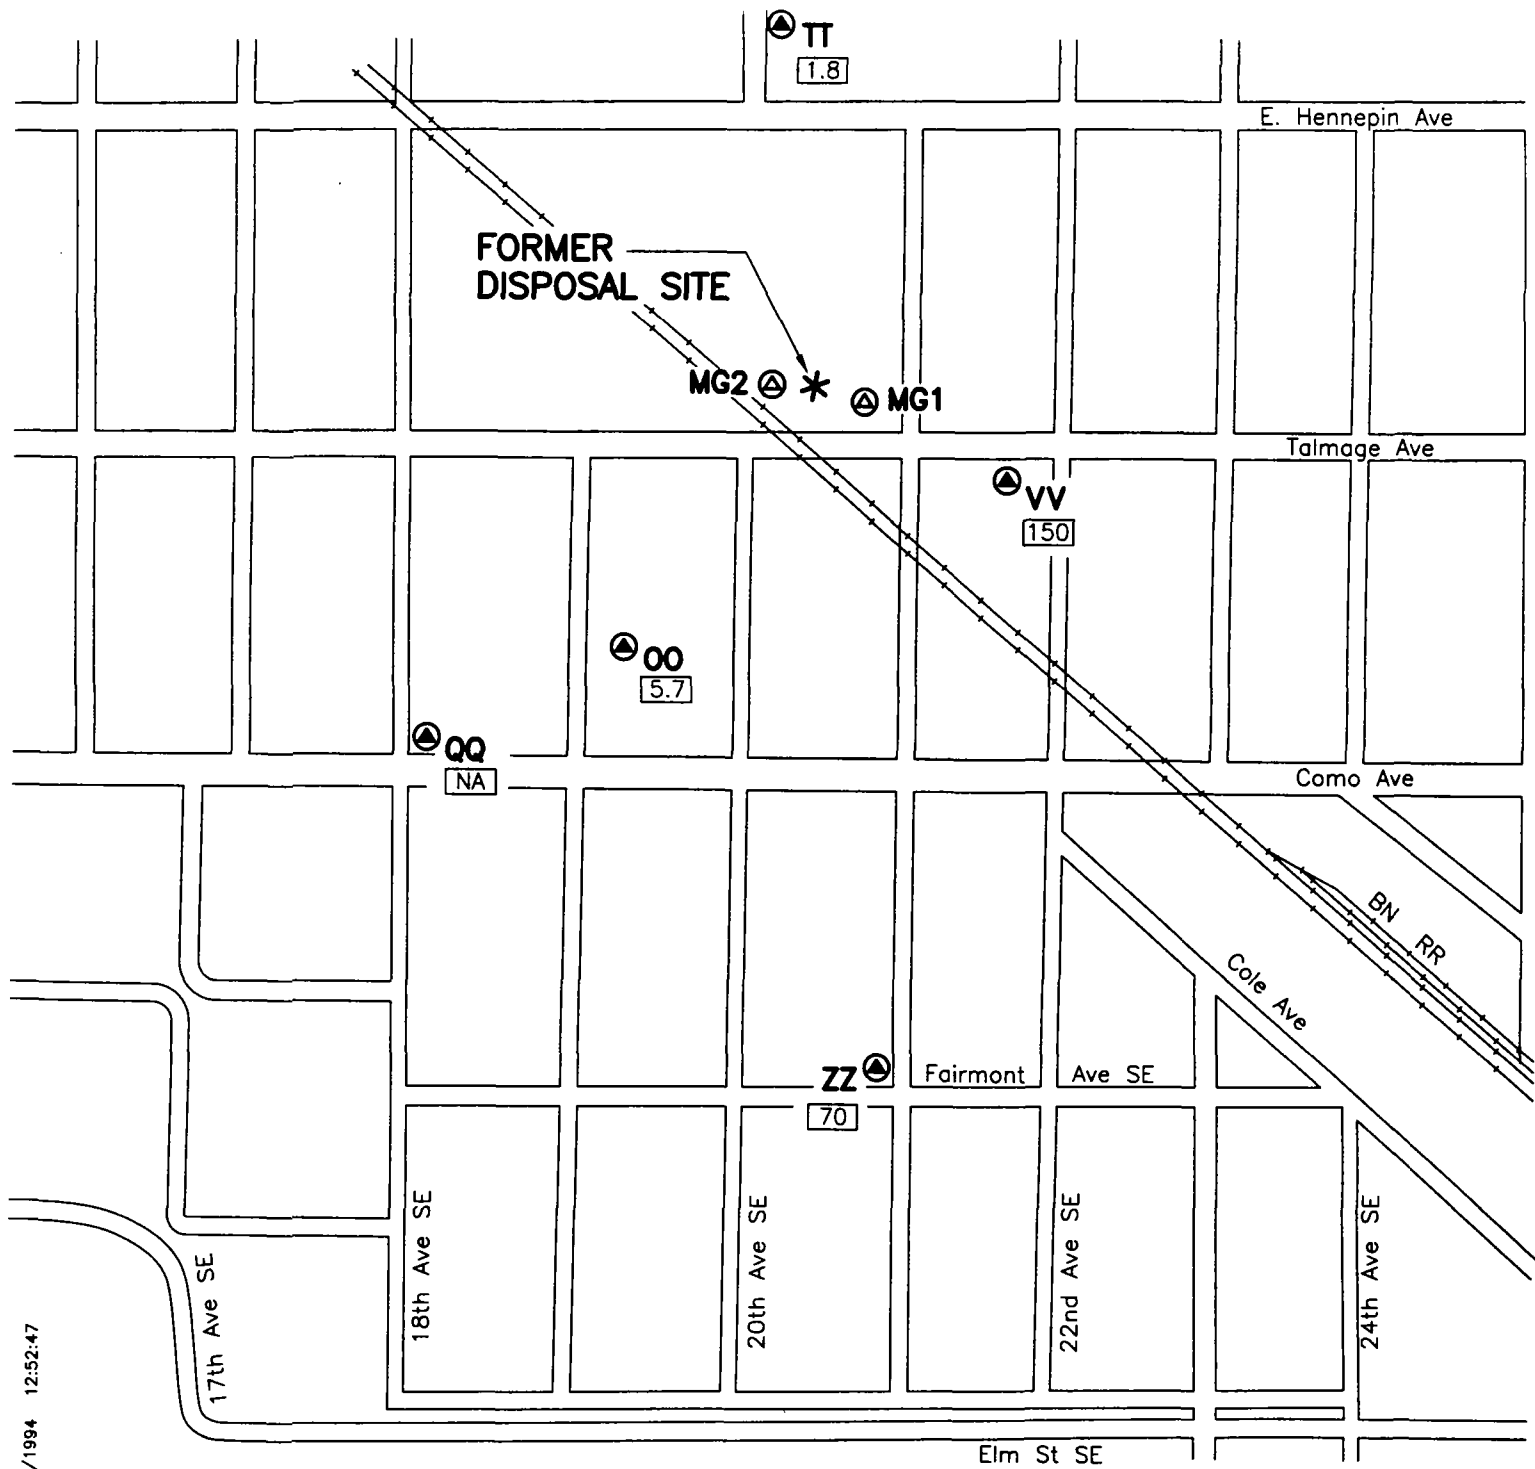 TT
1.8
E. Hennepin Ave
FORMER
DISPOSAL SITE
MG2
MG1
Talmage Ave
VV
150
OO
5.7
QQ
NA
Como Ave
BN RR
Cole Ave
ZZ
70
Fairmont Ave SE
17th Ave SE
18th Ave SE
20th Ave SE
22nd Ave SE
24th Ave SE
Elm St SE
/1994 12:52:47